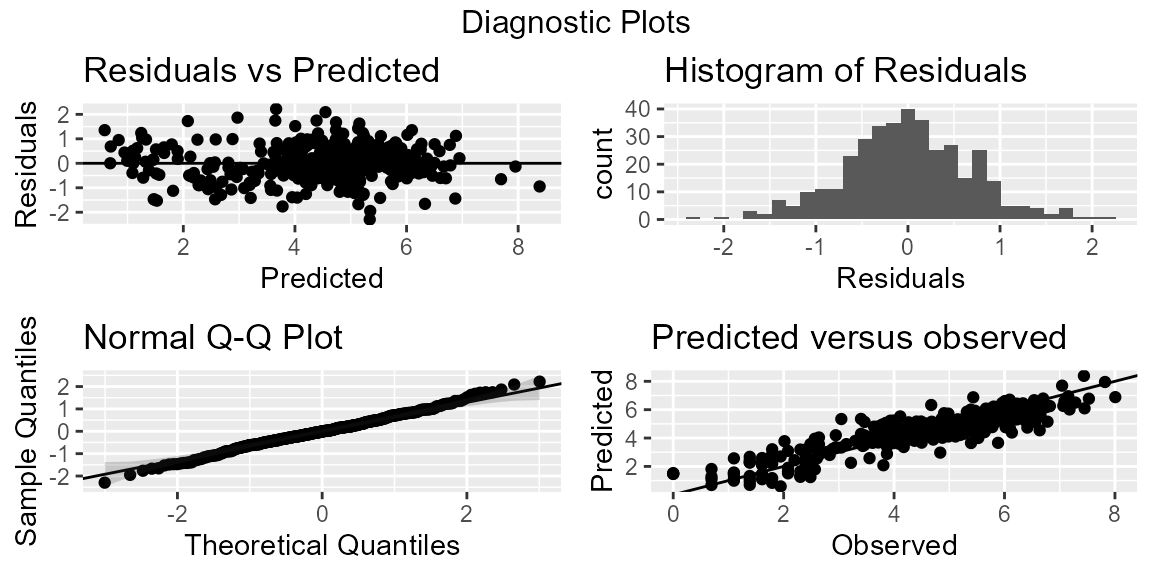 Diagnostic Plots
Residuals vs Predicted
Residuals
2
1
0
-1
-2
2 4 6 8
Predicted
Histogram of Residuals
count
40
30
20
10
0
-2 -1 0 1 2
Residuals
Normal Q-Q Plot
Sample Quantiles
2
1
0
-1
-2
-2 0 2
Theoretical Quantiles
Predicted versus observed
Predicted
8
6
4
2
0 2 4 6 8
Observed